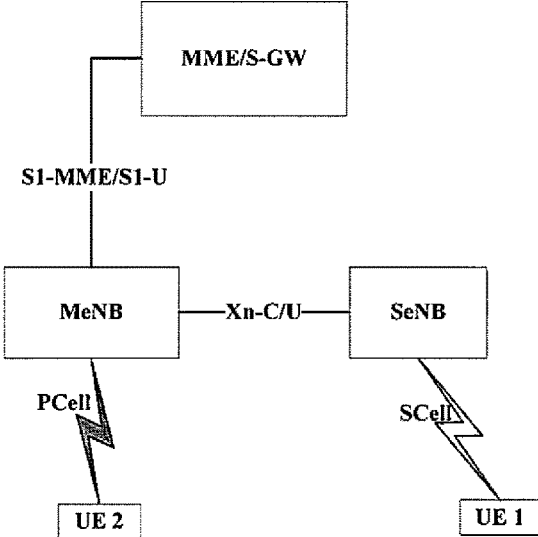 MME/S-GW
S1-MME/S1-U
MeNB
Xn-C/U
SeNB
PCell
SCell
UE 2
UE 1